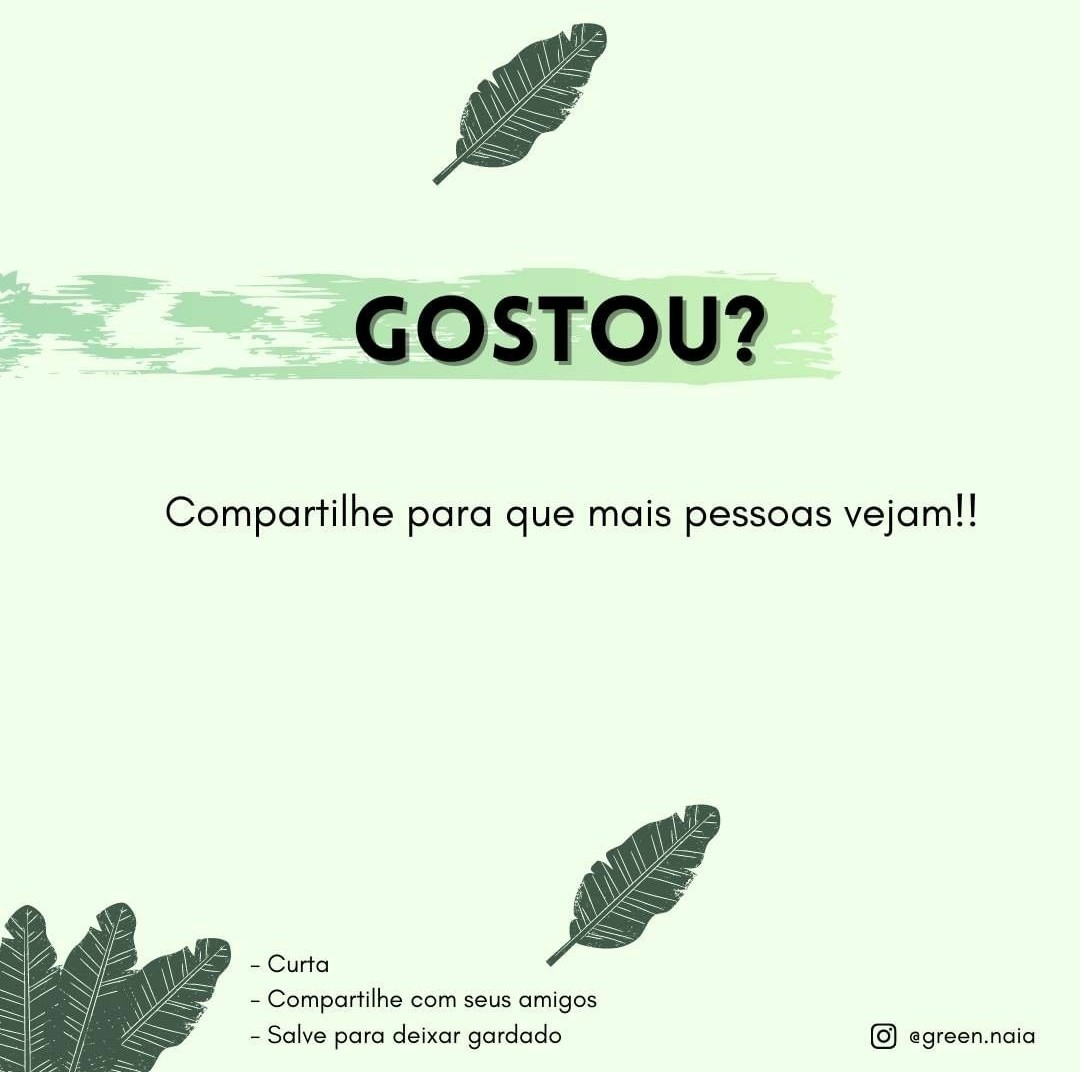 GOSTOU?
Compartilhe para que mais pessoas vejam!!
- Curta
- Compartilhe com seus amigos
- Salve para deixar gardado
@green.naia